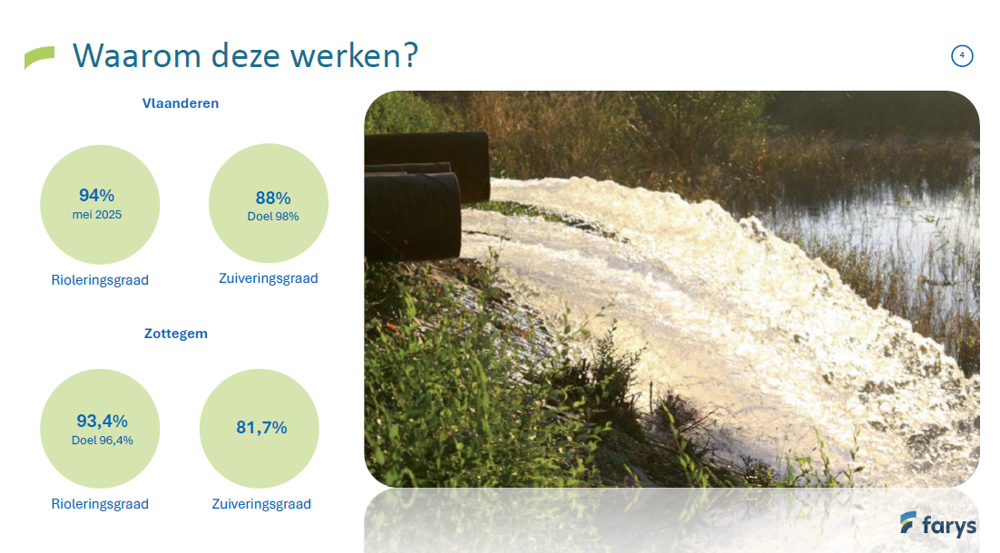 Waarom deze werken?
4
Vlaanderen
94%
mei 2025
Rioleringsgraad
88%
Doel 98%
Zuiveringsgraad
Zottegem
93,4%
Doel 96,4%
Rioleringsgraad
81,7%
Zuiveringsgraad
farys